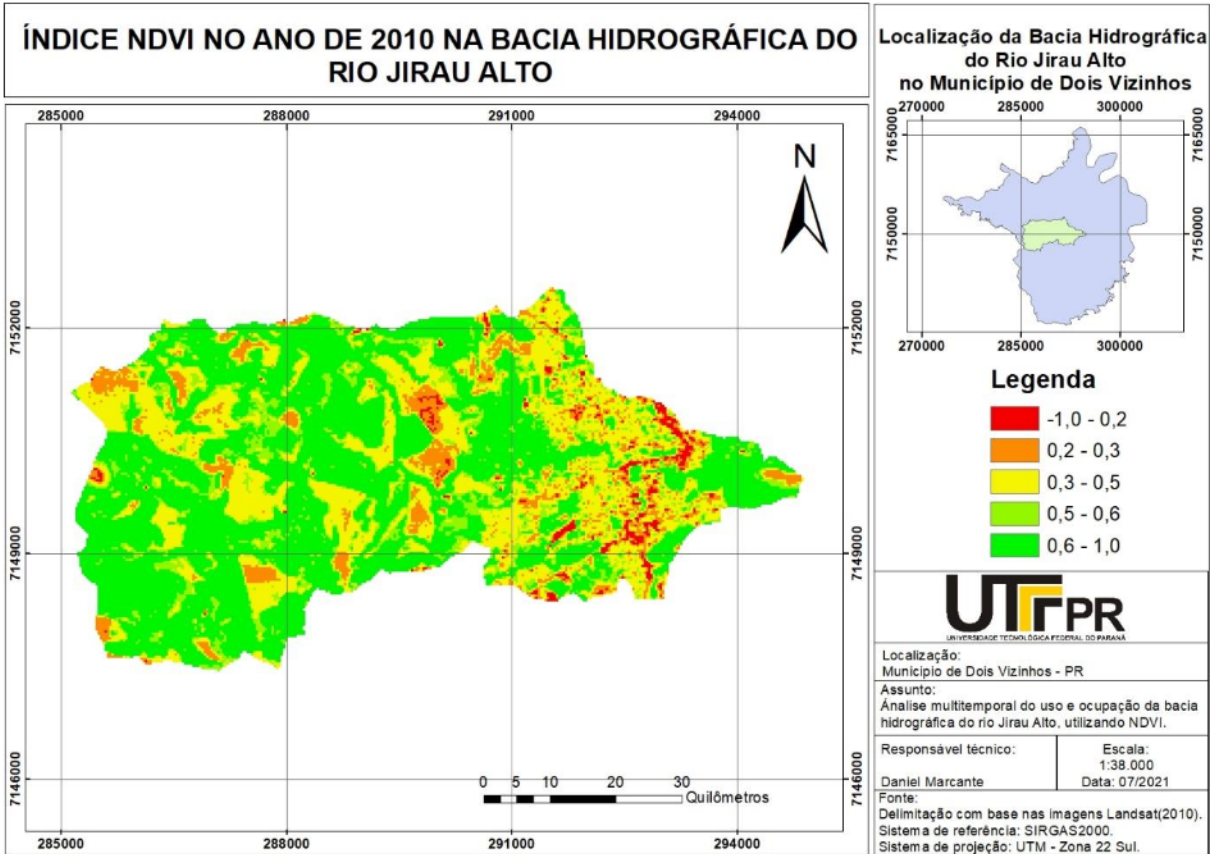 ÍNDICE NDVI NO ANO DE 2010 NA BACIA HIDROGRÁFICA DO
RIO JIRAU ALTO
285000 288000 291000 294000
7152000 7152000
7149000 7149000
7146000 7146000
N
0 5 10 20 30
Quilômetros
285000 288000 291000 294000
Localização da Bacia Hidrográfica
do Rio Jirau Alto
no Município de Dois Vizinhos
270000 285000 300000
7165000 7165000
7150000 7150000
270000 285000 300000
Legenda
-1,0 - 0,2
0,2 - 0,3
0,3 - 0,5
0,5 - 0,6
0,6 - 1,0
UTFPR
UNIVERSIDADE TECNOLÓGICA FEDERAL DO PARANÁ
Localização:
Municipio de Dois Vizinhos - PR
Assunto:
Ánalise multitemporal do uso e ocupação da bacia
hidrográfica do rio Jirau Alto, utilizando NDVI.
Responsável técnico:
Daniel Marcante
Escala:
1:38.000
Data: 07/2021
Fonte:
Delimitação com base nas imagens Landsat(2010).
Sistema de referência: SIRGAS2000.
Sistema de projeção: UTM - Zona 22 Sul.